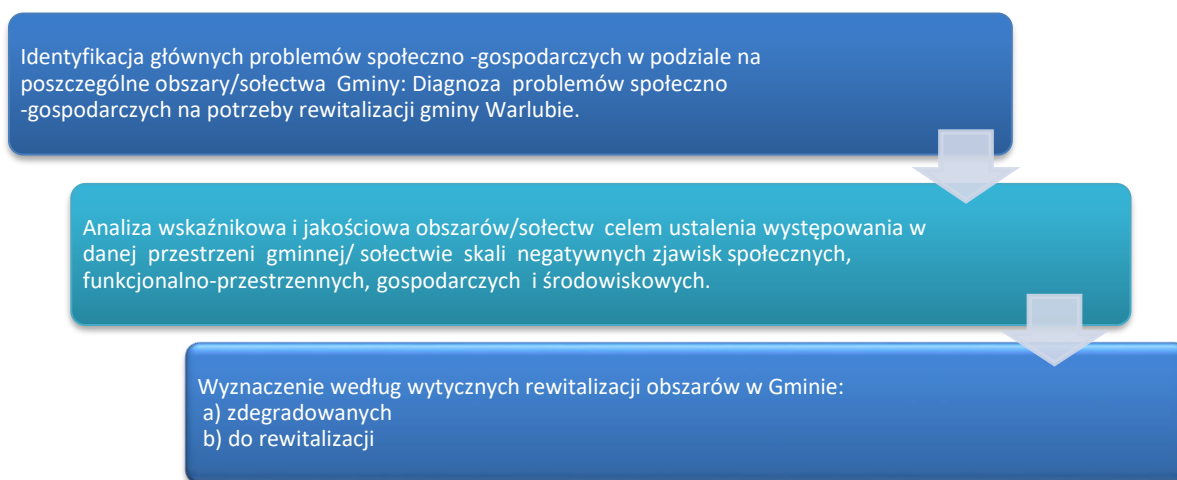 Identyfikacja głównych problemów społeczno -gospodarczych w podziale na
poszczególne obszary/sołectwa Gminy: Diagnoza problemów społeczno
-gospodarczych na potrzeby rewitalizacji gminy Warlubie.
Analiza wskaźnikowa i jakościowa obszarów/sołectw celem ustalenia występowania w
danej przestrzeni gminnej/ sołectwie skali negatywnych zjawisk społecznych,
funkcjonalno-przestrzennych, gospodarczych i środowiskowych.
Wyznaczenie według wytycznych rewitalizacji obszarów w Gminie:
a) zdegradowanych
b) do rewitalizacji